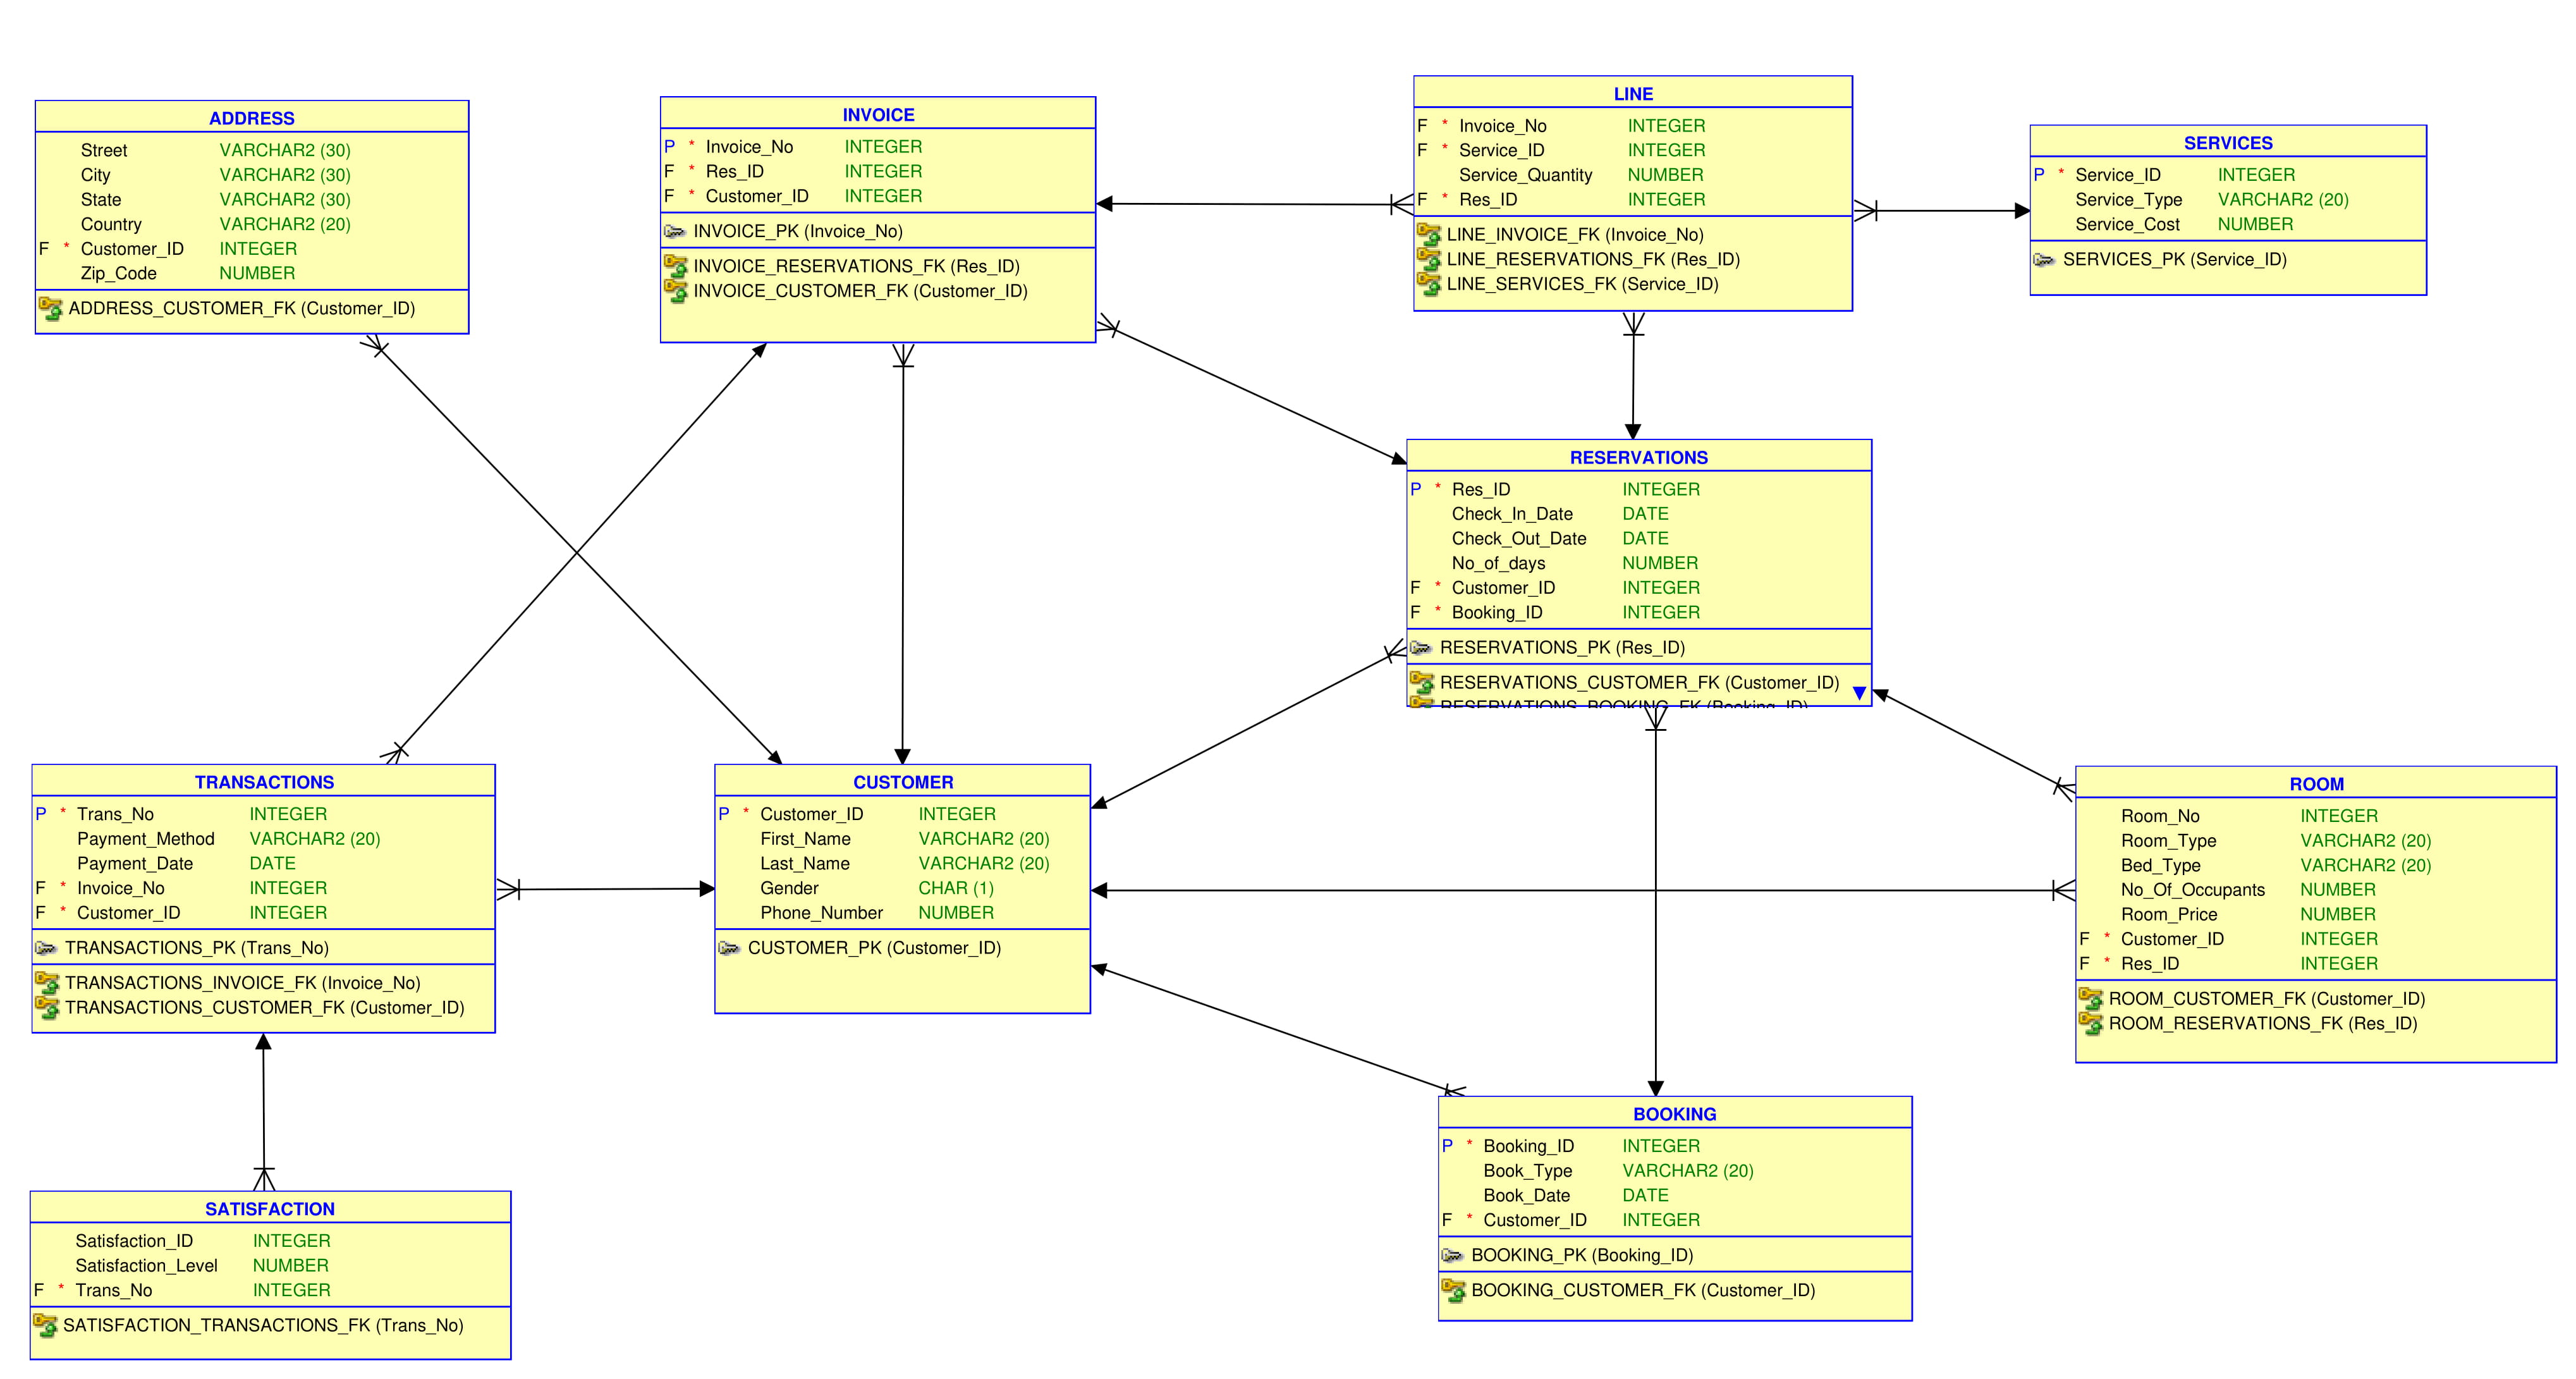 ADDRESS
Street VARCHAR2 (30)
City VARCHAR2 (30)
State VARCHAR2 (30)
Country VARCHAR2 (20)
F * Customer_ID INTEGER
Zip_Code NUMBER
ADDRESS_CUSTOMER_FK (Customer_ID)
INVOICE
P * Invoice_No INTEGER
F * Res_ID INTEGER
F * Customer_ID INTEGER
INVOICE_PK (Invoice_No)
INVOICE_RESERVATIONS_FK (Res_ID)
INVOICE_CUSTOMER_FK (Customer_ID)
LINE
F * Invoice_No INTEGER
F * Service_ID INTEGER
Service_Quantity NUMBER
F * Res_ID INTEGER
LINE_INVOICE_FK (Invoice_No)
LINE_RESERVATIONS_FK (Res_ID)
LINE_SERVICES_FK (Service_ID)
SERVICES
P * Service_ID INTEGER
Service_Type VARCHAR2 (20)
Service_Cost NUMBER
SERVICES_PK (Service_ID)
RESERVATIONS
P * Res_ID INTEGER
Check_In_Date DATE
Check_Out_Date DATE
No_of_days NUMBER
F * Customer_ID INTEGER
F * Booking_ID INTEGER
RESERVATIONS_PK (Res_ID)
RESERVATIONS_CUSTOMER_FK (Customer_ID)
RESERVATIONS_BOOKING_FK (Booking_ID)
TRANSACTIONS
P * Trans_No INTEGER
Payment_Method VARCHAR2 (20)
Payment_Date DATE
F * Invoice_No INTEGER
F * Customer_ID INTEGER
TRANSACTIONS_PK (Trans_No)
TRANSACTIONS_INVOICE_FK (Invoice_No)
TRANSACTIONS_CUSTOMER_FK (Customer_ID)
CUSTOMER
P * Customer_ID INTEGER
First_Name VARCHAR2 (20)
Last_Name VARCHAR2 (20)
Gender CHAR (1)
Phone_Number NUMBER
CUSTOMER_PK (Customer_ID)
ROOM
Room_No INTEGER
Room_Type VARCHAR2 (20)
Bed_Type VARCHAR2 (20)
No_Of_Occupants NUMBER
Room_Price NUMBER
F * Customer_ID INTEGER
F * Res_ID INTEGER
ROOM_CUSTOMER_FK (Customer_ID)
ROOM_RESERVATIONS_FK (Res_ID)
SATISFACTION
Satisfaction_ID INTEGER
Satisfaction_Level NUMBER
F * Trans_No INTEGER
SATISFACTION_TRANSACTIONS_FK (Trans_No)
BOOKING
P * Booking_ID INTEGER
Book_Type VARCHAR2 (20)
Book_Date DATE
F * Customer_ID INTEGER
BOOKING_PK (Booking_ID)
BOOKING_CUSTOMER_FK (Customer_ID)